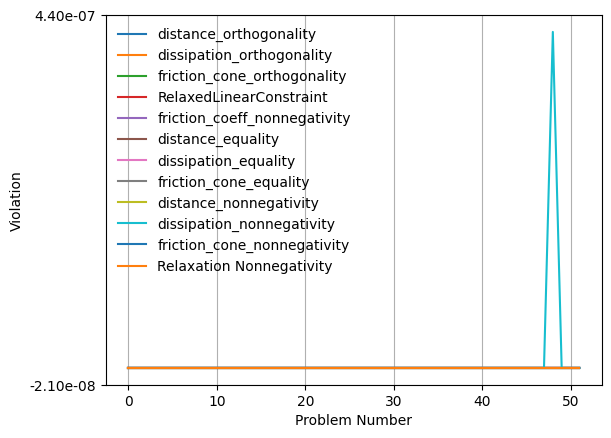 4.40e-07
distance_orthogonality
dissipation_orthogonality
friction_cone_orthogonality
RelaxedLinearConstraint
friction_coeff_nonnegativity
distance_equality
dissipation_equality
friction_cone_equality
distance_nonnegativity
dissipation_nonnegativity
friction_cone_nonnegativity
Relaxation Nonnegativity
Violation
-2.10e-08
0 10 20 30 40 50
Problem Number